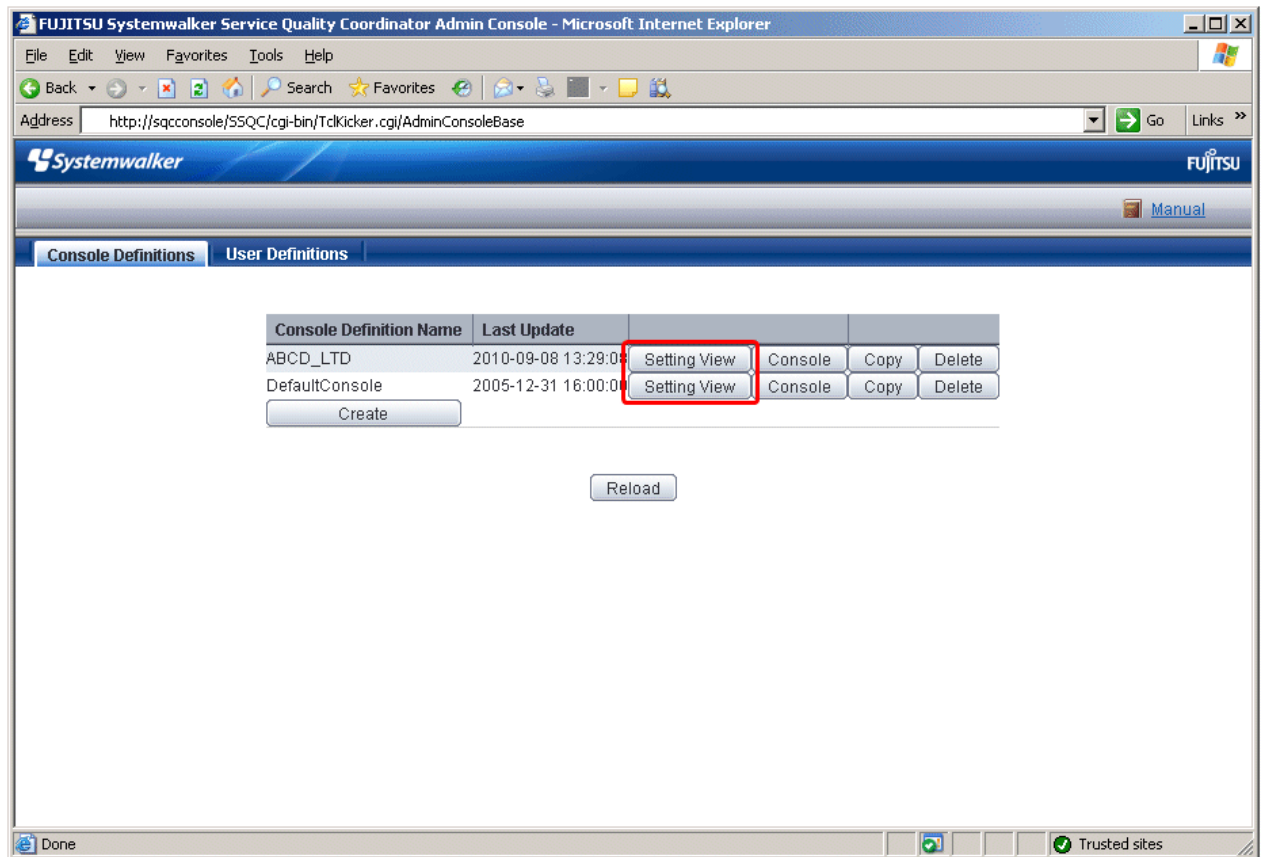 FUJITSU Systemwalker Service Quality Coordinator Admin Console - Microsoft Internet Explorer
File Edit View Favorites Tools Help
Back Search Favorites
Address http://sqcconsole/SSQC/cgi-bin/TclKicker.cgi/AdminConsoleBase Go Links »
Systemwalker FUJITSU
Manual
Console Definitions User Definitions
Console Definition Name Last Update
ABCD_LTD 2010-09-08 13:29:08 Setting View Console Copy Delete
DefaultConsole 2005-12-31 16:00:00 Setting View Console Copy Delete
Create
Reload
Done Trusted sites